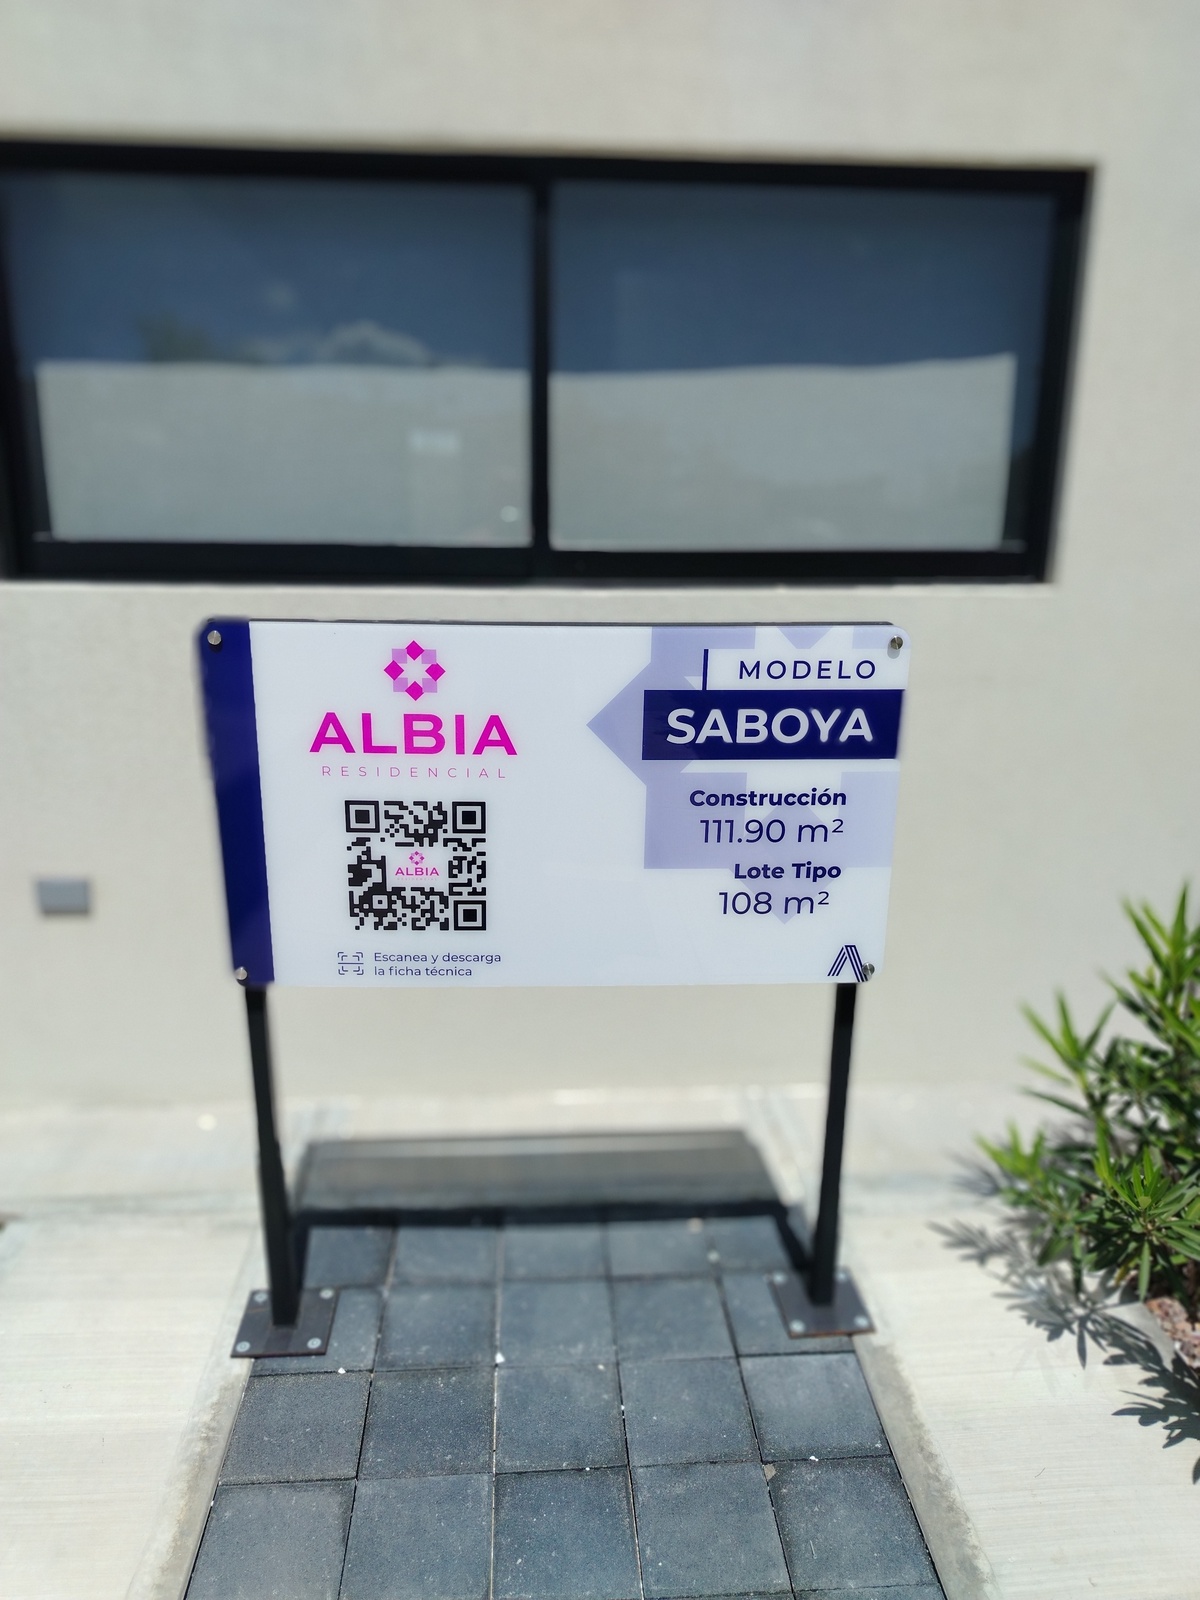 ALBIA
RESIDENCIAL
ALBIA
Escanea y descarga
la ficha técnica
MODELO
SABOYA
Construcción
111.90 m²
Lote Tipo
108 m²